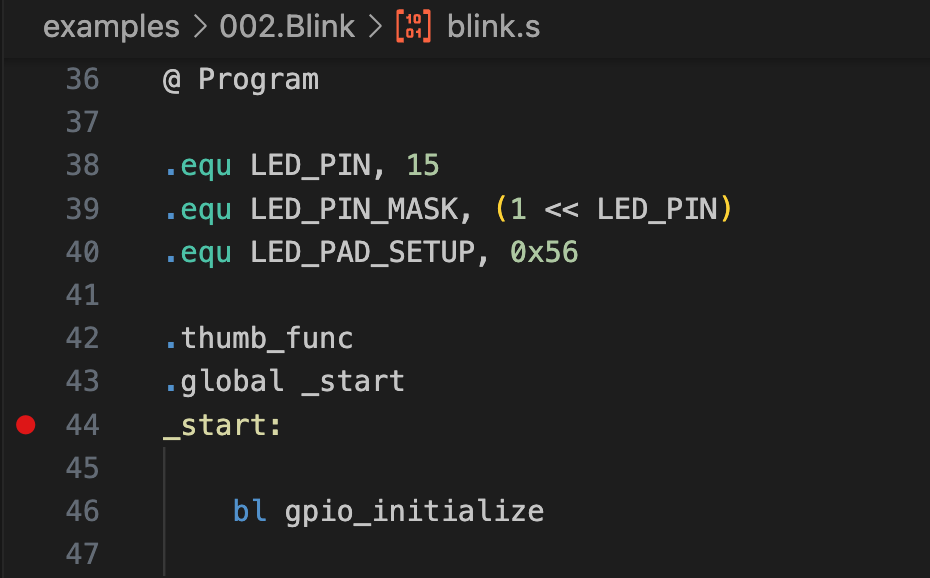 examples > 002.Blink > blink.s
36 @ Program
37
38 .equ LED_PIN, 15
39 .equ LED_PIN_MASK, (1 << LED_PIN)
40 .equ LED_PAD_SETUP, 0x56
41
42 .thumb_func
43 .global _start
44 _start:
45
46 bl gpio_initialize
47